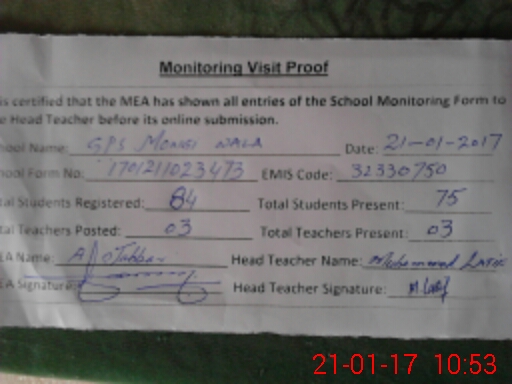 Monitoring Visit Proof
is certified that the MEA has shown all entries of the School Monitoring Form to
e Head Teacher before its online submission.
hool Name: GPS MONGI WALA Date: 21-01-2017
hool Form No: 1701211023473 EMIS Code: 32330750
tal Students Registered: 84 Total Students Present: 75
tal Teachers Posted: 03 Total Teachers Present: 03
EA Name: Head Teacher Name: Muhammad Latif
EA Signature: Head Teacher Signature:
21-01-17 10:53